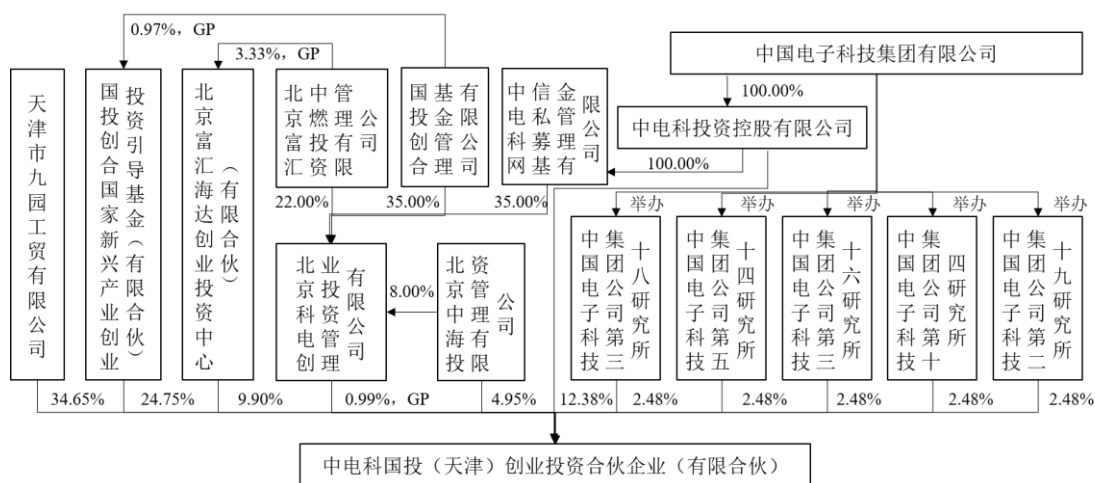 0.97%，GP
3.33%，GP
中国电子科技集团有限公司
100.00%
中电科投资控股有限公司
100.00%
天津市九园工贸有限公司
国投创合国家新兴产业创业
投资引导基金（有限合伙）
北京富汇海达创业投资中心
（有限合伙）
北京富汇
中燃投资
管理有限
公司
国投创合
基金管理
有限公司
中电科网
信私募基
金管理有
限公司
22.00%
35.00%
35.00%
举办
举办
举办
举办
举办
北京科电创
业投资管理
有限公司
8.00%
北京中海投
资管理有限
公司
中国电子科技
集团公司第三
十八研究所
中国电子科技
集团公司第五
十四研究所
中国电子科技
集团公司第三
十六研究所
中国电子科技
集团公司第十
四研究所
中国电子科技
集团公司第二
十九研究所
34.65%
24.75%
9.90%
0.99%，GP
4.95%
12.38%
2.48%
2.48%
2.48%
2.48%
2.48%
中电科国投（天津）创业投资合伙企业（有限合伙）